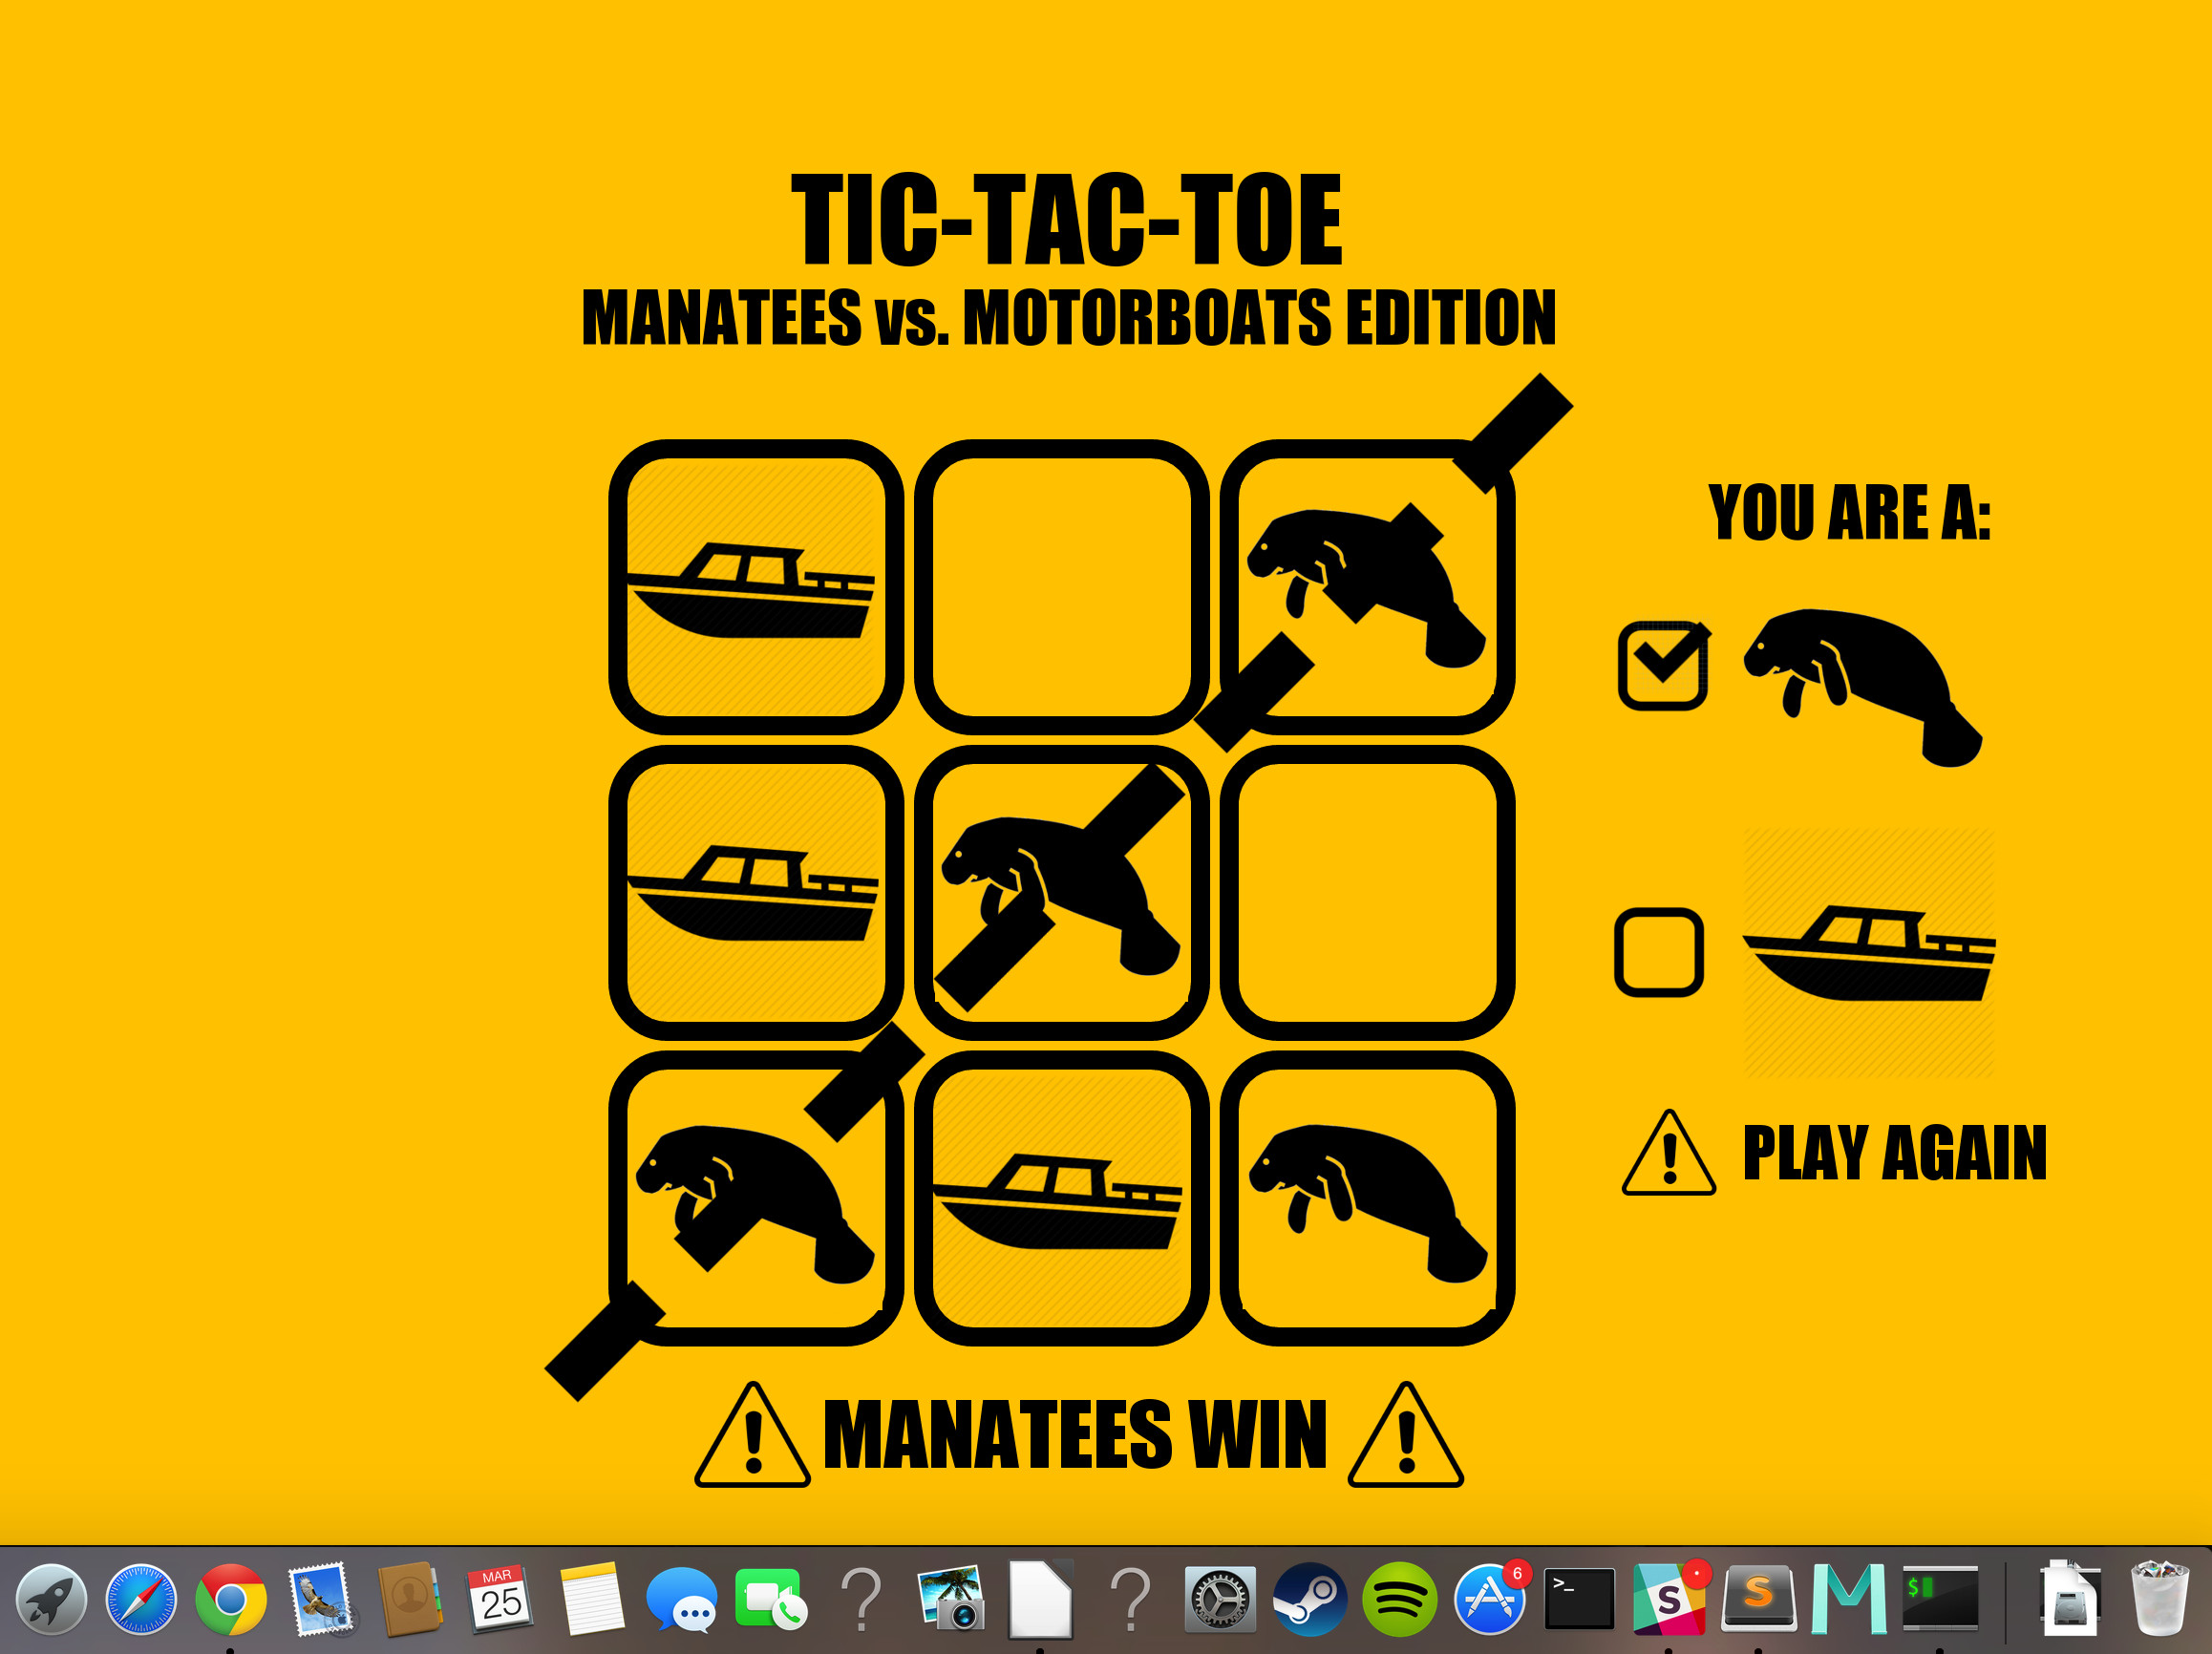 TIC-TAC-TOE
MANATEES vs. MOTORBOATS EDITION
YOU ARE A:
PLAY AGAIN
MANATEES WIN
MAR
25
6
>_
S
S
$